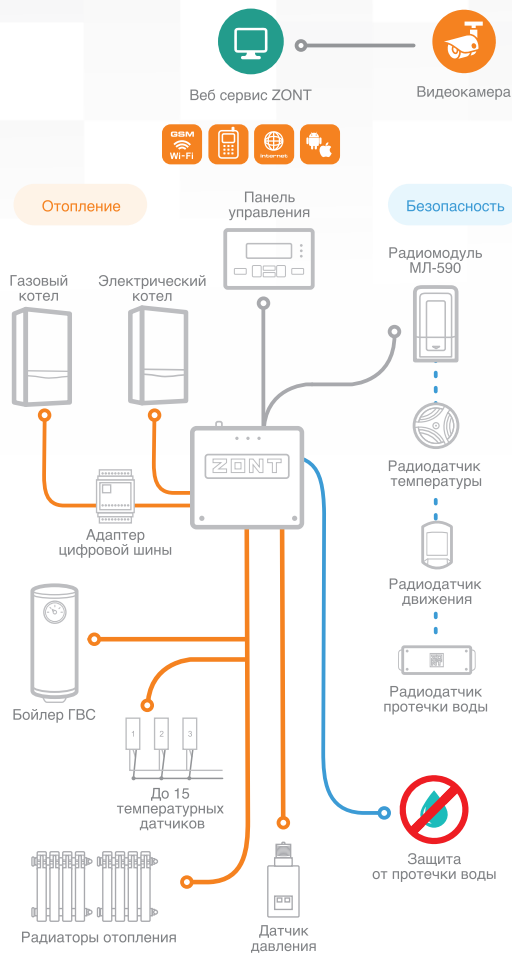 Веб сервис ZONT
Видеокамера
GSM
Wi-Fi
Internet
Отопление
Панель
управления
Безопасность
Газовый
котел
Электрический
котел
Радиомодуль
МЛ-590
ZONT
Адаптер
цифровой шины
Радиодатчик
температуры
Радиодатчик
движения
Радиодатчик
протечки воды
Бойлер ГВС
1 2 3
До 15
температурных
датчиков
Защита
от протечки воды
Радиаторы отопления
Датчик
давления